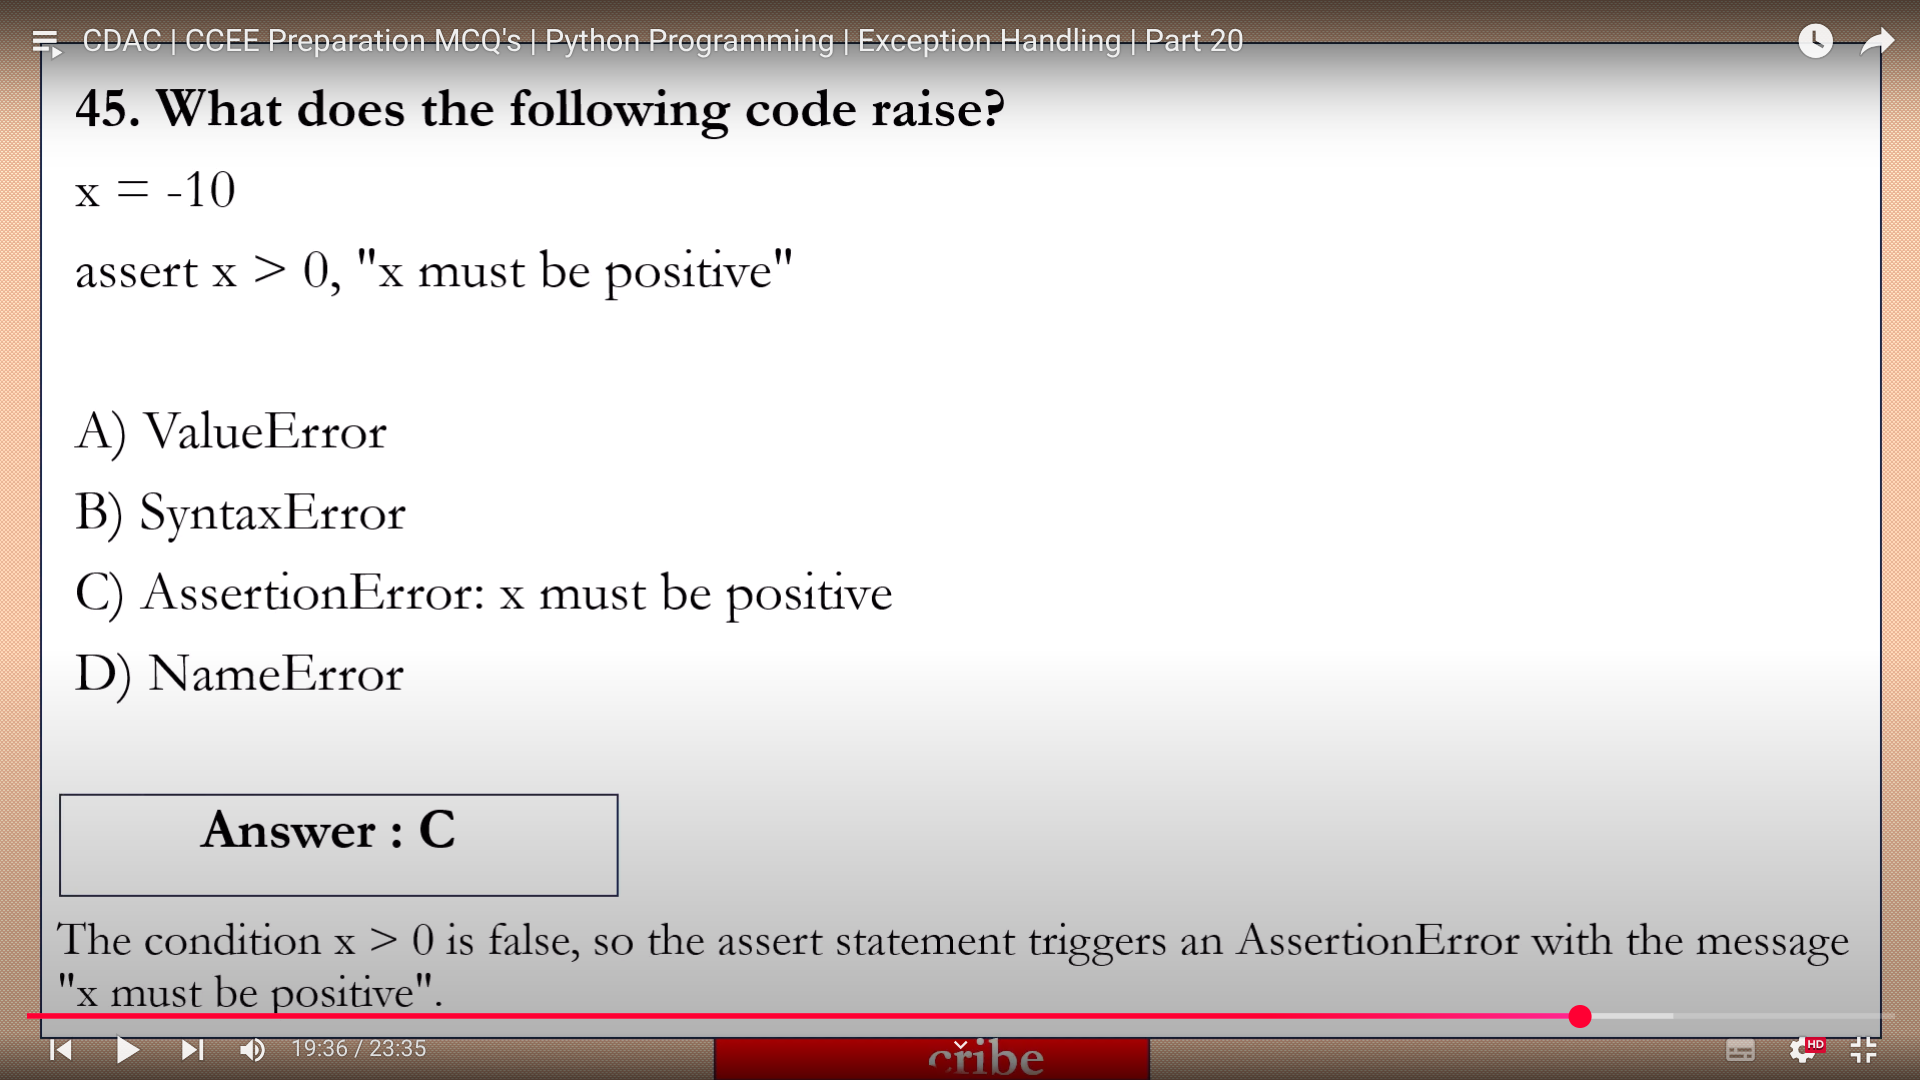 CDAC | CCEE Preparation MCQ's | Python Programming | Exception Handling | Part 20
45. What does the following code raise?
x = -10
assert x > 0, "x must be positive"
A) ValueError
B) SyntaxError
C) AssertionError: x must be positive
D) NameError
Answer : C
The condition x > 0 is false, so the assert statement triggers an AssertionError with the message
"x must be positive".
19:36 / 23:35
cribe
HD